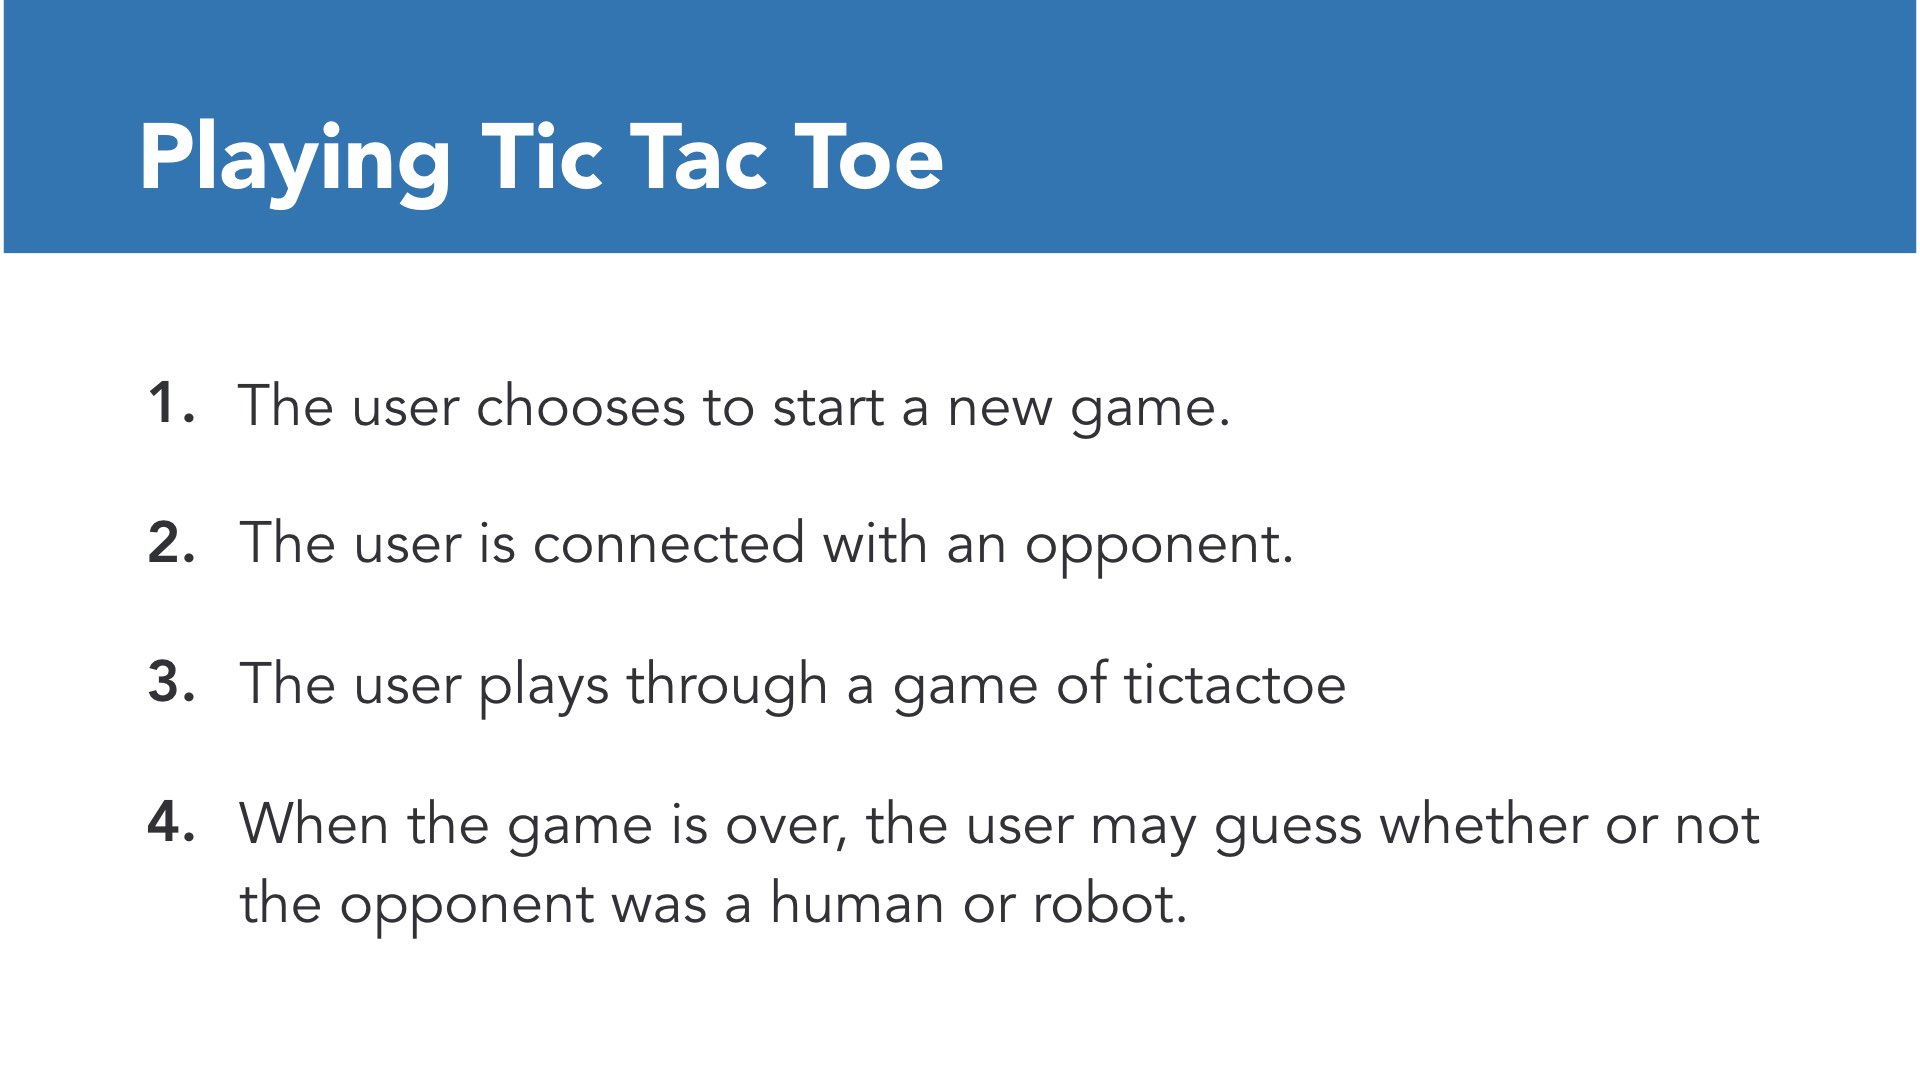 Playing Tic Tac Toe
1. The user chooses to start a new game.
2. The user is connected with an opponent.
3. The user plays through a game of tictactoe
4. When the game is over, the user may guess whether or not
the opponent was a human or robot.